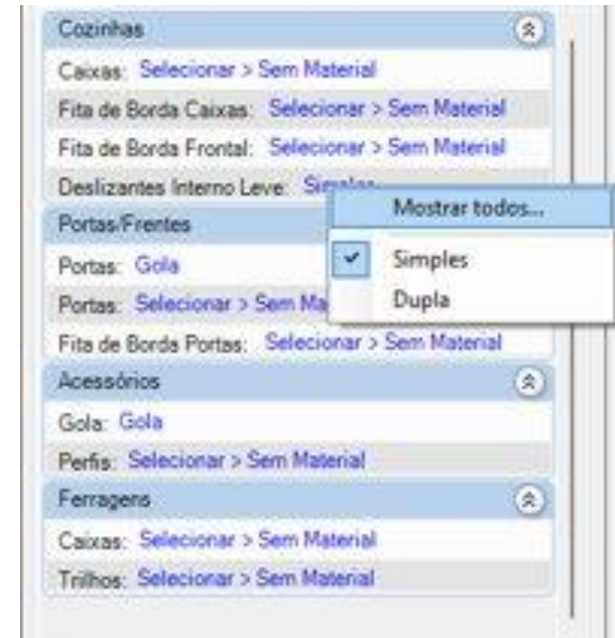 Cozinhas
Caixas: Selecionar > Sem Material
Fita de Borda Caixas: Selecionar > Sem Material
Fita de Borda Frontal: Selecionar > Sem Material
Deslizantes Interno Leve: Simples
Mostrar todos...
Portas/Frentes
Simples
Portas: Gola
Dupla
Portas: Selecionar > Sem Ma
Fita de Borda Portas: Selecionar > Sem Material
Acessórios
Gola: Gola
Perfis: Selecionar > Sem Material
Ferragens
Caixas: Selecionar > Sem Material
Trilhos: Selecionar > Sem Material